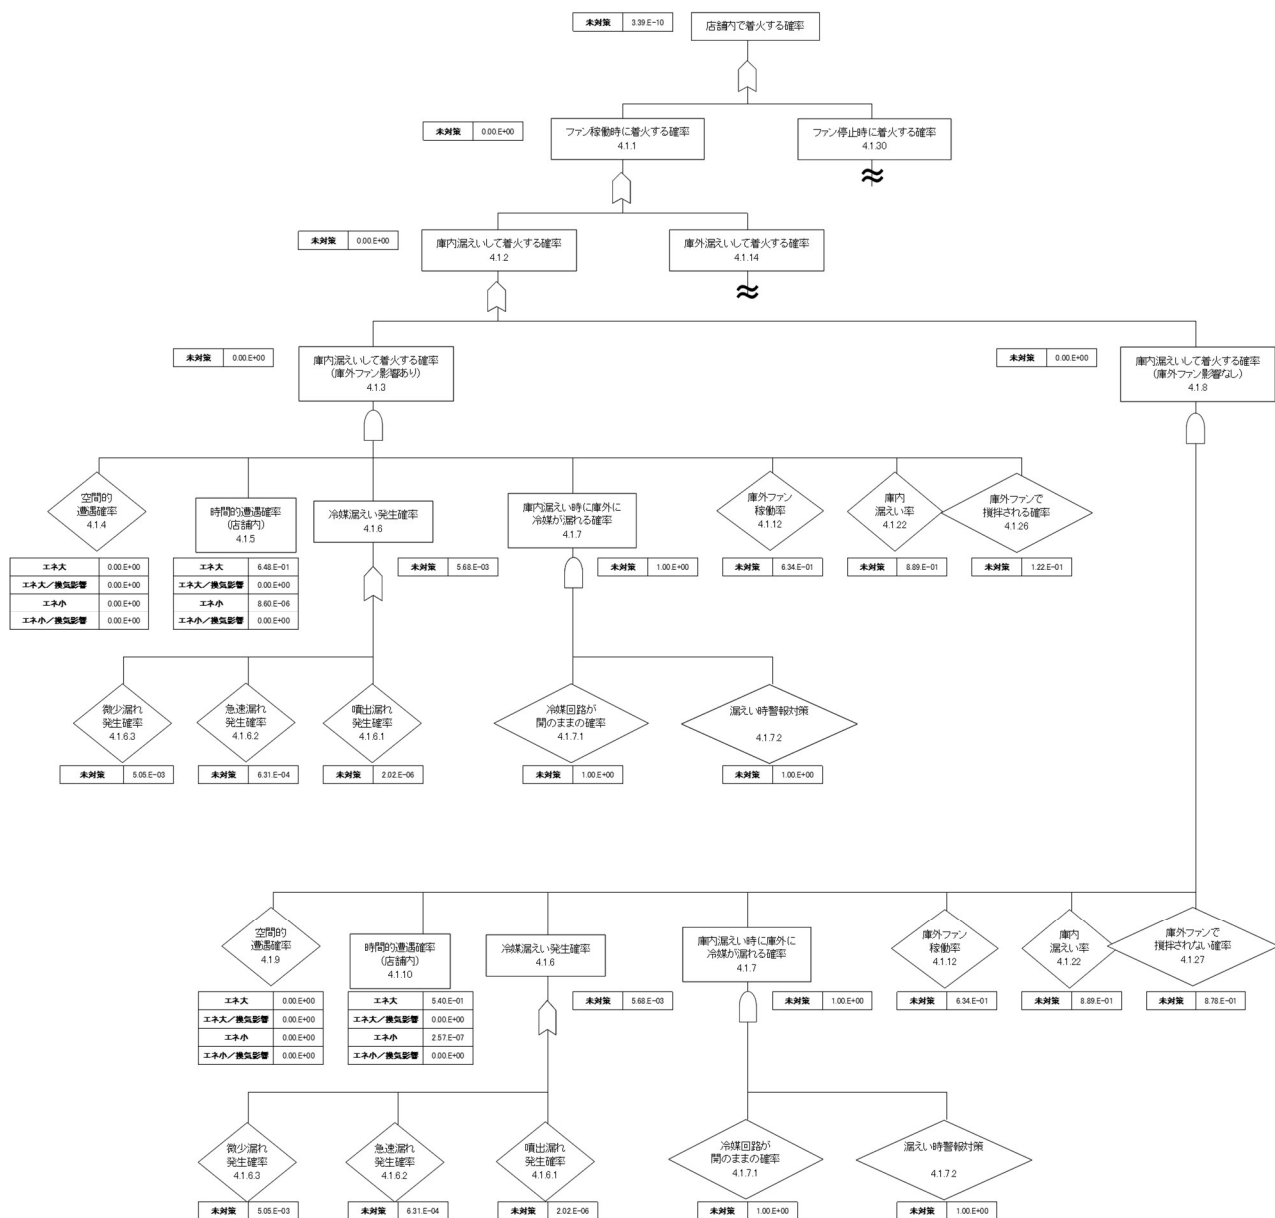 未対策 3.39.E-10
店舗内で着火する確率
未対策 0.00.E+00
ファン稼働時に着火する確率
4.1.1
ファン停止時に着火する確率
4.1.30
未対策 0.00.E+00
庫内漏えいして着火する確率
4.1.2
庫外漏えいして着火する確率
4.1.14
未対策 0.00.E+00
庫内漏えいして着火する確率
(庫外ファン影響あり)
4.1.3
未対策 0.00.E+00
庫内漏えいして着火する確率
(庫外ファン影響なし)
4.1.8
空間的
遭遇確率
4.1.4
エネ大 0.00.E+00
エネ大/換気影響 0.00.E+00
エネ小 0.00.E+00
エネ小/換気影響 0.00.E+00
時間的遭遇確率
(店舗内)
4.1.5
エネ大 6.48.E-01
エネ大/換気影響 0.00.E+00
エネ小 8.60.E-06
エネ小/換気影響 0.00.E+00
冷媒漏えい発生確率
4.1.6
未対策 5.68.E-03
庫内漏えい時に庫外に
冷媒が漏れる確率
4.1.7
未対策 1.00.E+00
庫外ファン
稼働率
4.1.12
未対策 6.34.E-01
庫内
漏えい率
4.1.22
未対策 8.89.E-01
庫外ファンで
撹拌される確率
4.1.26
未対策 1.22.E-01
微少漏れ
発生確率
4.1.6.3
未対策 5.05.E-03
急速漏れ
発生確率
4.1.6.2
未対策 6.31.E-04
噴出漏れ
発生確率
4.1.6.1
未対策 2.02.E-06
冷媒回路が
開のままの確率
4.1.7.1
未対策 1.00.E+00
漏えい時警報対策
4.1.7.2
未対策 1.00.E+00
空間的
遭遇確率
4.1.9
エネ大 0.00.E+00
エネ大/換気影響 0.00.E+00
エネ小 0.00.E+00
エネ小/換気影響 0.00.E+00
時間的遭遇確率
(店舗内)
4.1.10
エネ大 5.40.E-01
エネ大/換気影響 0.00.E+00
エネ小 2.57.E-07
エネ小/換気影響 0.00.E+00
冷媒漏えい発生確率
4.1.6
未対策 5.68.E-03
庫内漏えい時に庫外に
冷媒が漏れる確率
4.1.7
未対策 1.00.E+00
庫外ファン
稼働率
4.1.12
未対策 6.34.E-01
庫内
漏えい率
4.1.22
未対策 8.89.E-01
庫外ファンで
撹拌されない確率
4.1.27
未対策 8.78.E-01
微少漏れ
発生確率
4.1.6.3
未対策 5.05.E-03
急速漏れ
発生確率
4.1.6.2
未対策 6.31.E-04
噴出漏れ
発生確率
4.1.6.1
未対策 2.02.E-06
冷媒回路が
開のままの確率
4.1.7.1
未対策 1.00.E+00
漏えい時警報対策
4.1.7.2
未対策 1.00.E+00